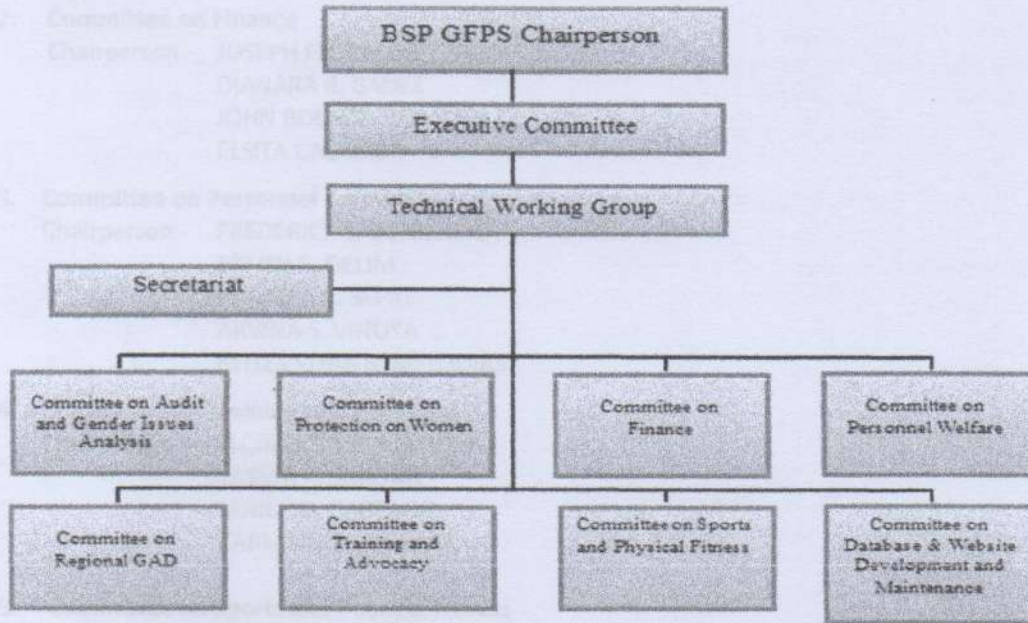 BSP GFPS Chairperson
Executive Committee
Technical Working Group
Secretariat
Committee on Audit
and Gender Issues
Analysis
Committee on
Protection on Women
Committee on
Finance
Committee on
Personnel Welfare
Committee on
Regional GAD
Committee on
Training and
Advocacy
Committee on Sports
and Physical Fitness
Committee on
Database & Website
Development and
Maintenance
Committee on Finance
Chairperson
Committee on Personnel
Chairperson